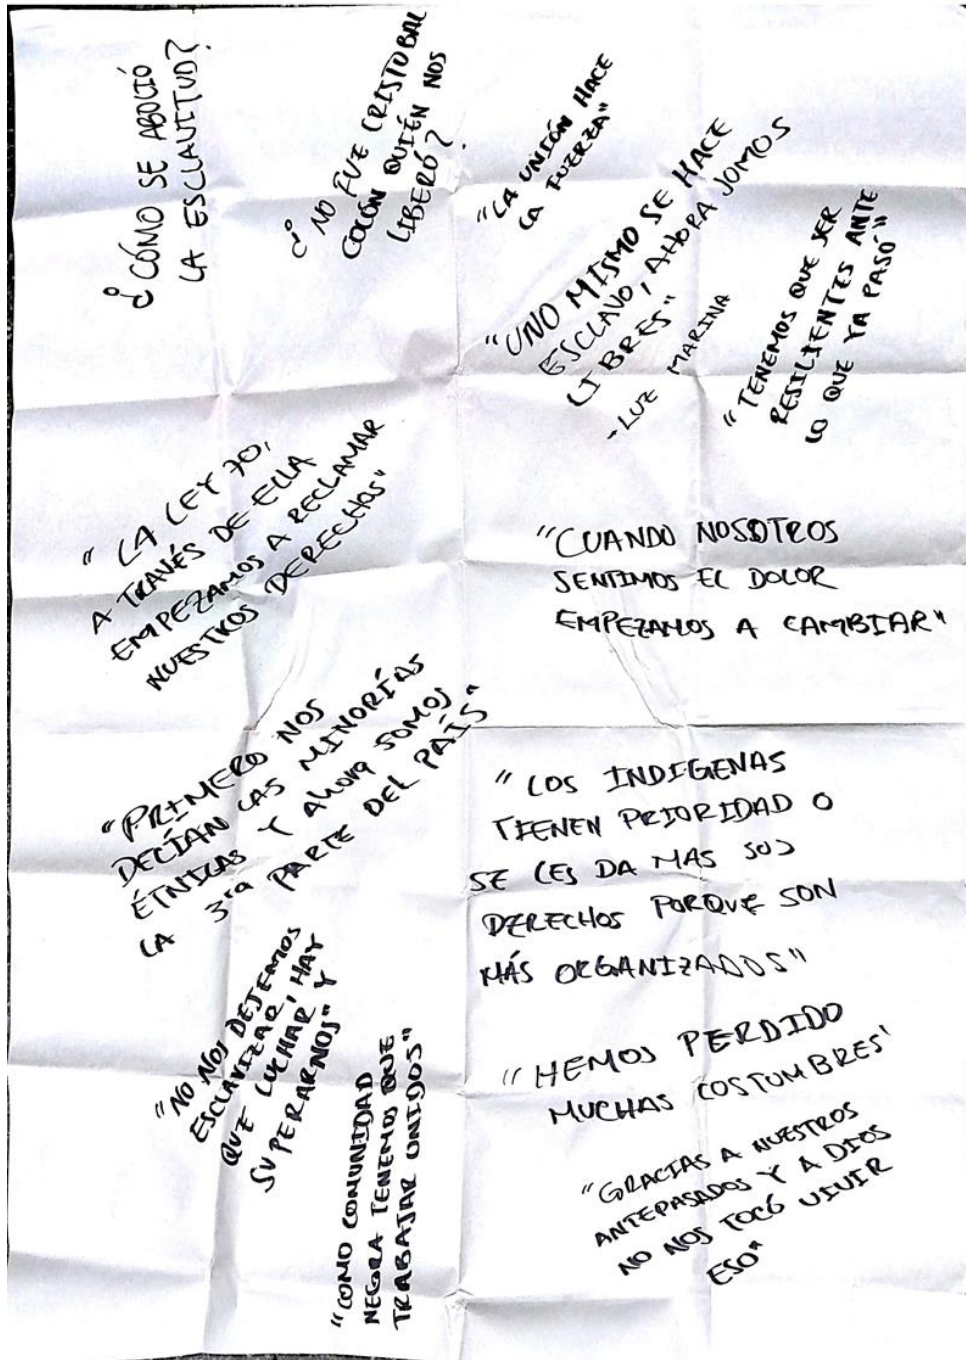 ¿CÓMO SE ABOLIÓ
LA ESCLAVITUD?
¿NO FUE CRISTOBAL
COLÓN QUIÉN NOS
LIBERÓ?
"LA UNIÓN HACE
LA FUERZA"
"UNO MISMO SE HACE
ESCLAVO, AHORA SOMOS
LIBRES"
- LUZ MARINA
"TENEMOS QUE SER
RESILIENTES ANTE
LO QUE YA PASÓ"
"LA LEY 70,
A TRAVÉS DE ELLA
EMPEZAMOS A RECLAMAR
NUESTROS DERECHOS"
"CUANDO NOSOTROS
SENTIMOS EL DOLOR
EMPEZAMOS A CAMBIAR"
"PRIMERO NOS
DECÍAN LAS MINORÍAS
ÉTNICAS Y AHORA SOMOS
LA 3ra PARTE DEL PAÍS"
"LOS INDIGENAS
TIENEN PRIORIDAD O
SE LES DA MAS SUS
DERECHOS PORQUE SON
MÁS ORGANIZADOS"
"NO NOS DEJEMOS
ESCLAVIZAR, HAY
QUE LUCHAR Y
SUPERARNOS"
"COMO COMUNIDAD
NEGRA TENEMOS QUE
TRABAJAR UNIDOS"
"HEMOS PERDIDO
MUCHAS COSTUMBRES'
"GRACIAS A NUESTROS
ANTEPASADOS Y A DIOS
NO NOS TOCÓ VIVIR
ESO"